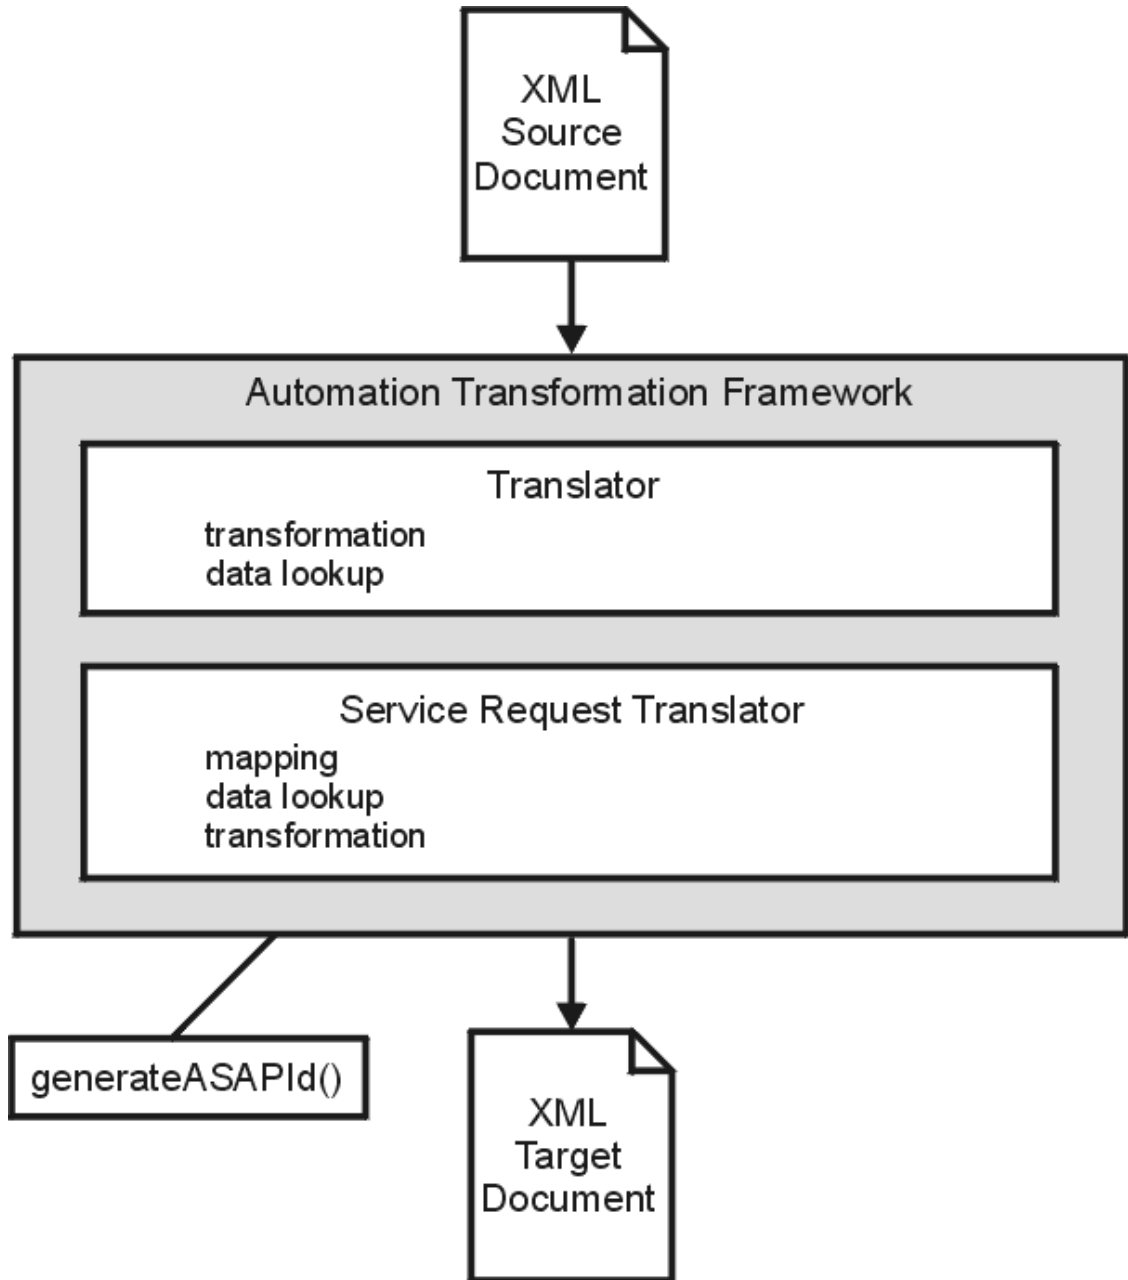 XML
Source
Document
Automation Transformation Framework
Translator
transformation
data lookup
Service Request Translator
mapping
data lookup
transformation
generateASAPId()
XML
Target
Document